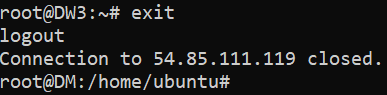 root@DW3:~# exit
logout
Connection to 54.85.111.119 closed.
root@DM:/home/ubuntu#